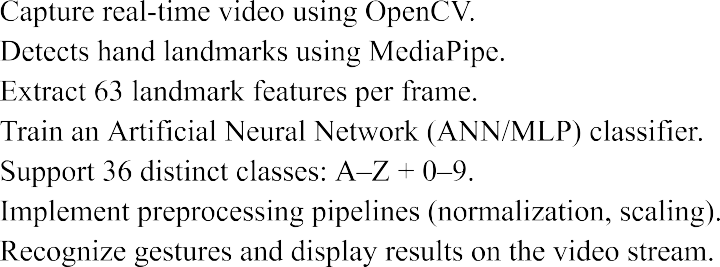 Capture real-time video using OpenCV.
Detects hand landmarks using MediaPipe.
Extract 63 landmark features per frame.
Train an Artificial Neural Network (ANN/MLP) classifier.
Support 36 distinct classes: A–Z + 0–9.
Implement preprocessing pipelines (normalization, scaling).
Recognize gestures and display results on the video stream.